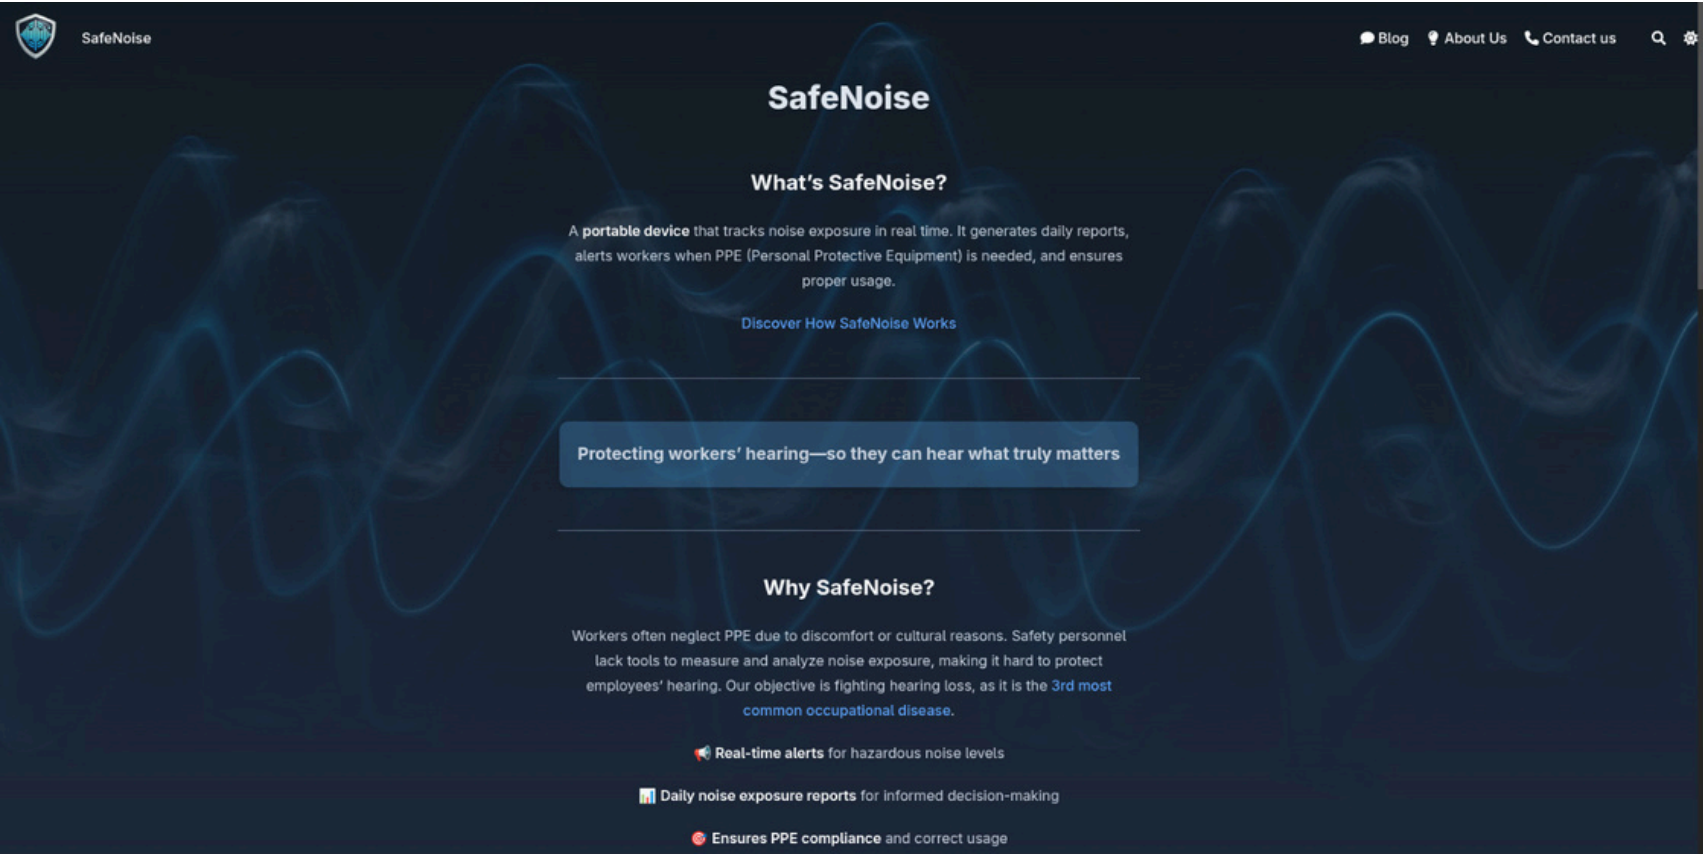 SafeNoise
Blog
About Us
Contact us
SafeNoise
What's SafeNoise?
A portable device that tracks noise exposure in real time. It generates daily reports,
alerts workers when PPE (Personal Protective Equipment) is needed, and ensures
proper usage.
Discover How SafeNoise Works
Protecting workers’ hearing—so they can hear what truly matters
Why SafeNoise?
Workers often neglect PPE due to discomfort or cultural reasons. Safety personnel
lack tools to measure and analyze noise exposure, making it hard to protect
employees’ hearing. Our objective is fighting hearing loss, as it is the 3rd most
common occupational disease.
📢 Real-time alerts for hazardous noise levels
📊 Daily noise exposure reports for informed decision-making
🎯 Ensures PPE compliance and correct usage